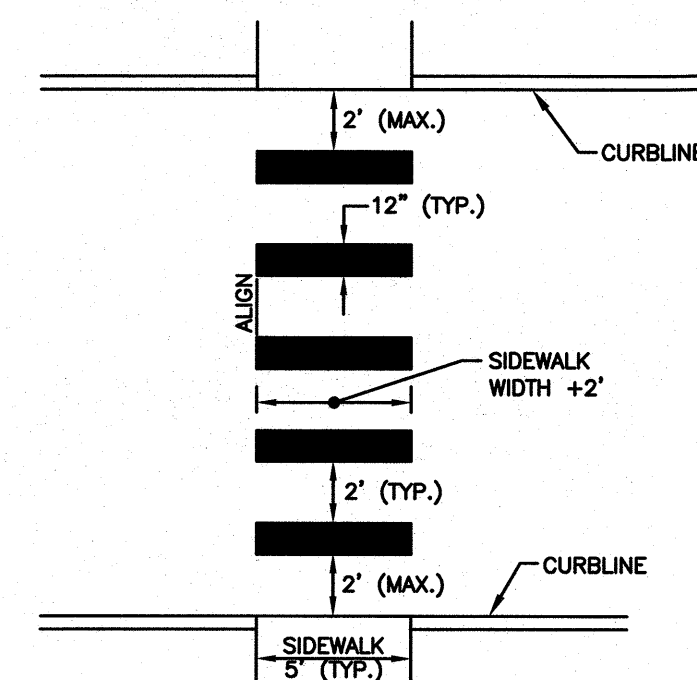 2' (MAX.)
CURBLINE
12" (TYP.)
ALIGN
SIDEWALK
WIDTH +2'
2' (TYP.)
CURBLINE
2' (MAX.)
SIDEWALK
5' (TYP.)